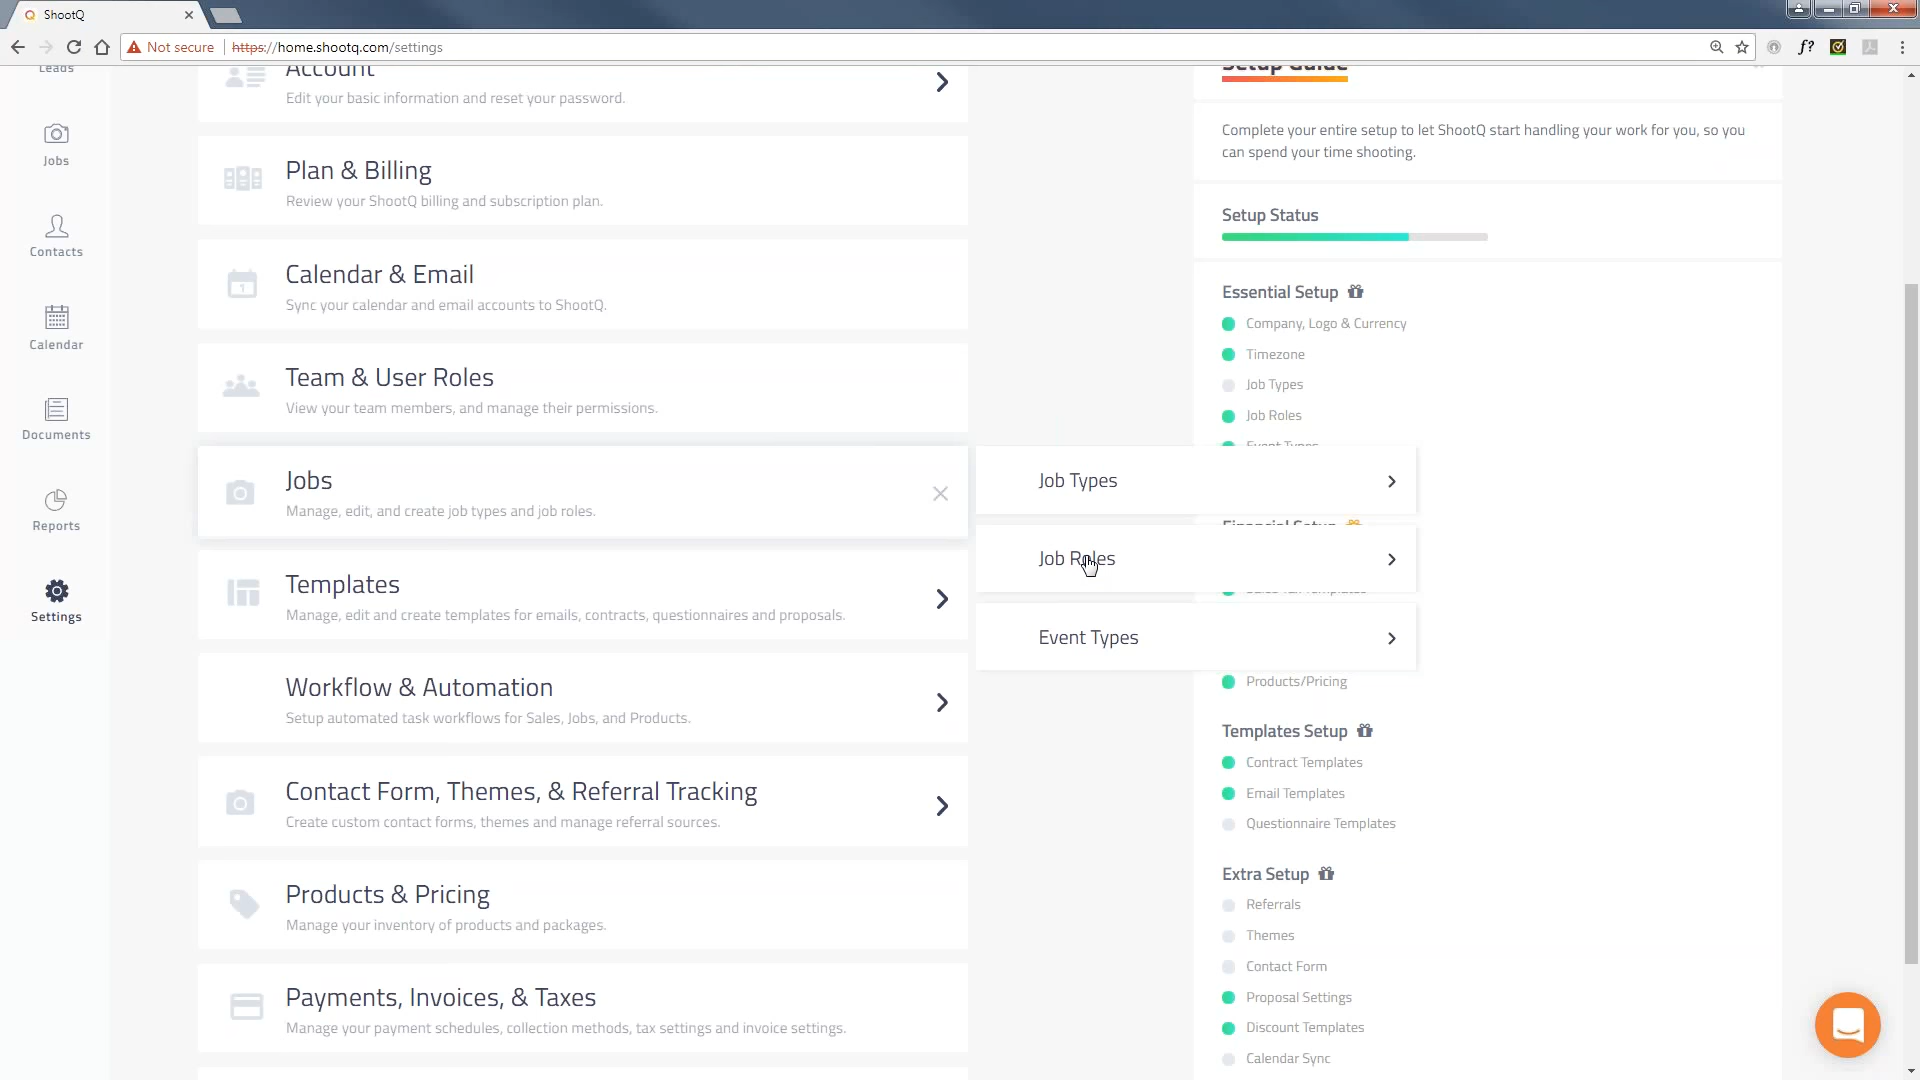 ShootQ
Not secure
https://home.shootq.com/settings
f?
Leads
Jobs
Contacts
Calendar
Documents
Reports
Settings
Account
Edit your basic information and reset your password.
Plan & Billing
Review your ShootQ billing and subscription plan.
1
Calendar & Email
Sync your calendar and email accounts to ShootQ.
Team & User Roles
View your team members, and manage their permissions.
Jobs
Manage, edit, and create job types and job roles.
Templates
Manage, edit and create templates for emails, contracts, questionnaires and proposals.
Workflow & Automation
Setup automated task workflows for Sales, Jobs, and Products.
Contact Form, Themes, & Referral Tracking
Create custom contact forms, themes and manage referral sources.
Products & Pricing
Manage your inventory of products and packages.
Payments, Invoices, & Taxes
Manage your payment schedules, collection methods, tax settings and invoice settings.
Job Types
Job Roles
Event Types
Setup Guide
Complete your entire setup to let ShootQ start handling your work for you, so you
can spend your time shooting.
Setup Status
Essential Setup
Company, Logo & Currency
Timezone
Job Types
Job Roles
Event Types
Financial Setup
Sales Tax Templates
Products/Pricing
Templates Setup
Contract Templates
Email Templates
Questionnaire Templates
Extra Setup
Referrals
Themes
Contact Form
Proposal Settings
Discount Templates
Calendar Sync